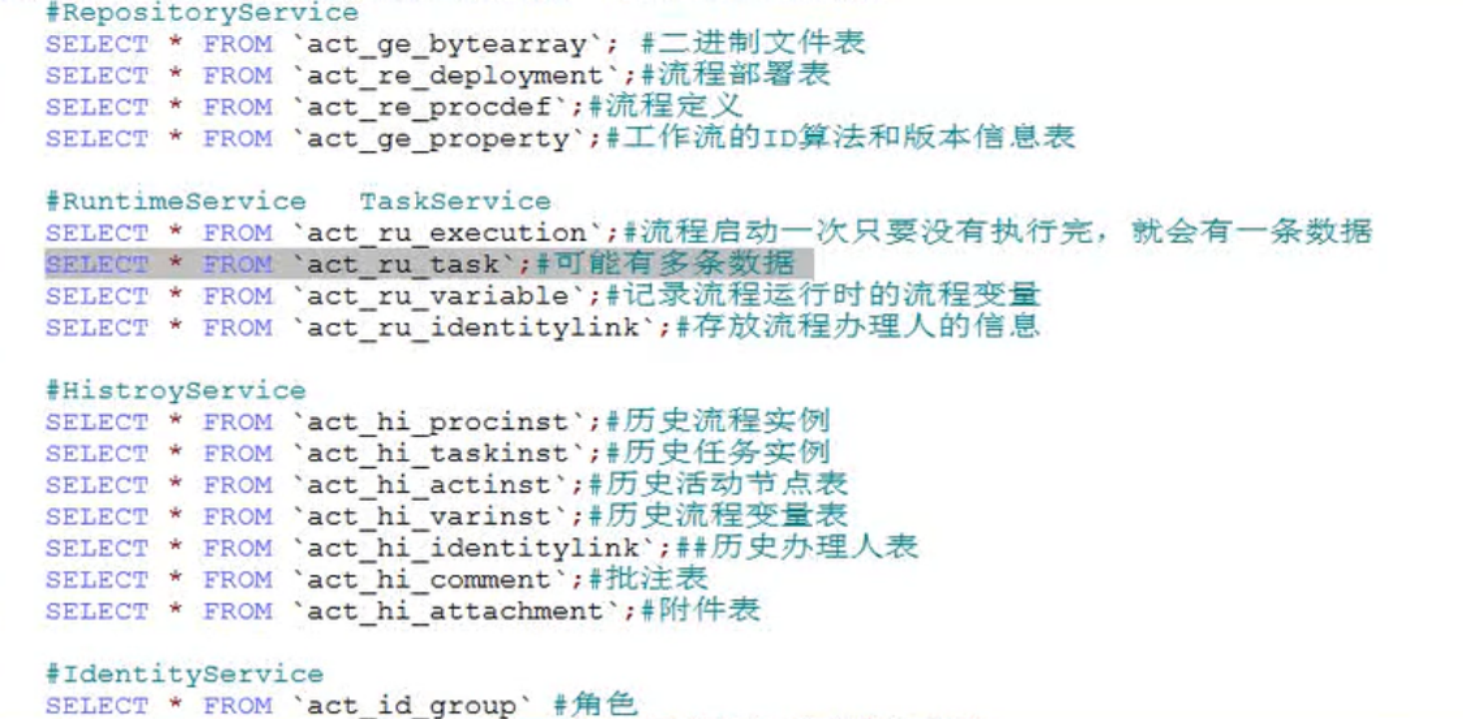 #RepositoryService
SELECT * FROM `act_ge_bytearray`; #二进制文件表
SELECT * FROM `act_re_deployment`;#流程部署表
SELECT * FROM `act_re_procdef`;#流程定义
SELECT * FROM `act_ge_property`;#工作流的ID算法和版本信息表
#RuntimeService   TaskService
SELECT * FROM `act_ru_execution`;#流程启动一次只要没有执行完，就会有一条数据
SELECT * FROM `act_ru_task`;#可能有多条数据
SELECT * FROM `act_ru_variable`;#记录流程运行时的流程变量
SELECT * FROM `act_ru_identitylink`;#存放流程办理人的信息
#HistroyService
SELECT * FROM `act_hi_procinst`;#历史流程实例
SELECT * FROM `act_hi_taskinst`;#历史任务实例
SELECT * FROM `act_hi_actinst`;#历史活动节点表
SELECT * FROM `act_hi_varinst`;#历史流程变量表
SELECT * FROM `act_hi_identitylink`;##历史办理人表
SELECT * FROM `act_hi_comment`;#批注表
SELECT * FROM `act_hi_attachment`;#附件表
#IdentityService
SELECT * FROM `act_id_group` #角色